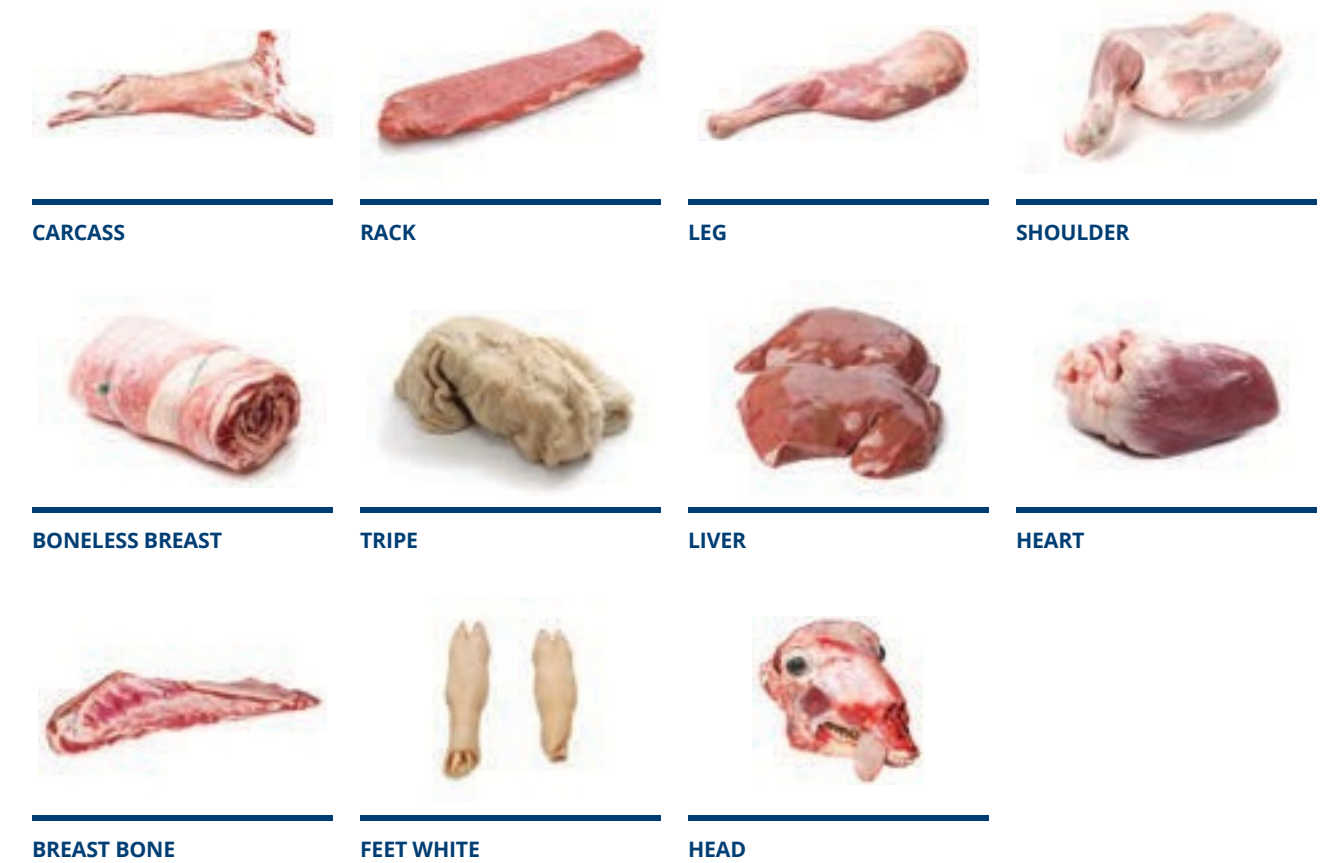 CARCASS
RACK
LEG
SHOULDER
BONELESS BREAST
TRIPE
LIVER
HEART
BREAST BONE
FEET WHITE
HEAD